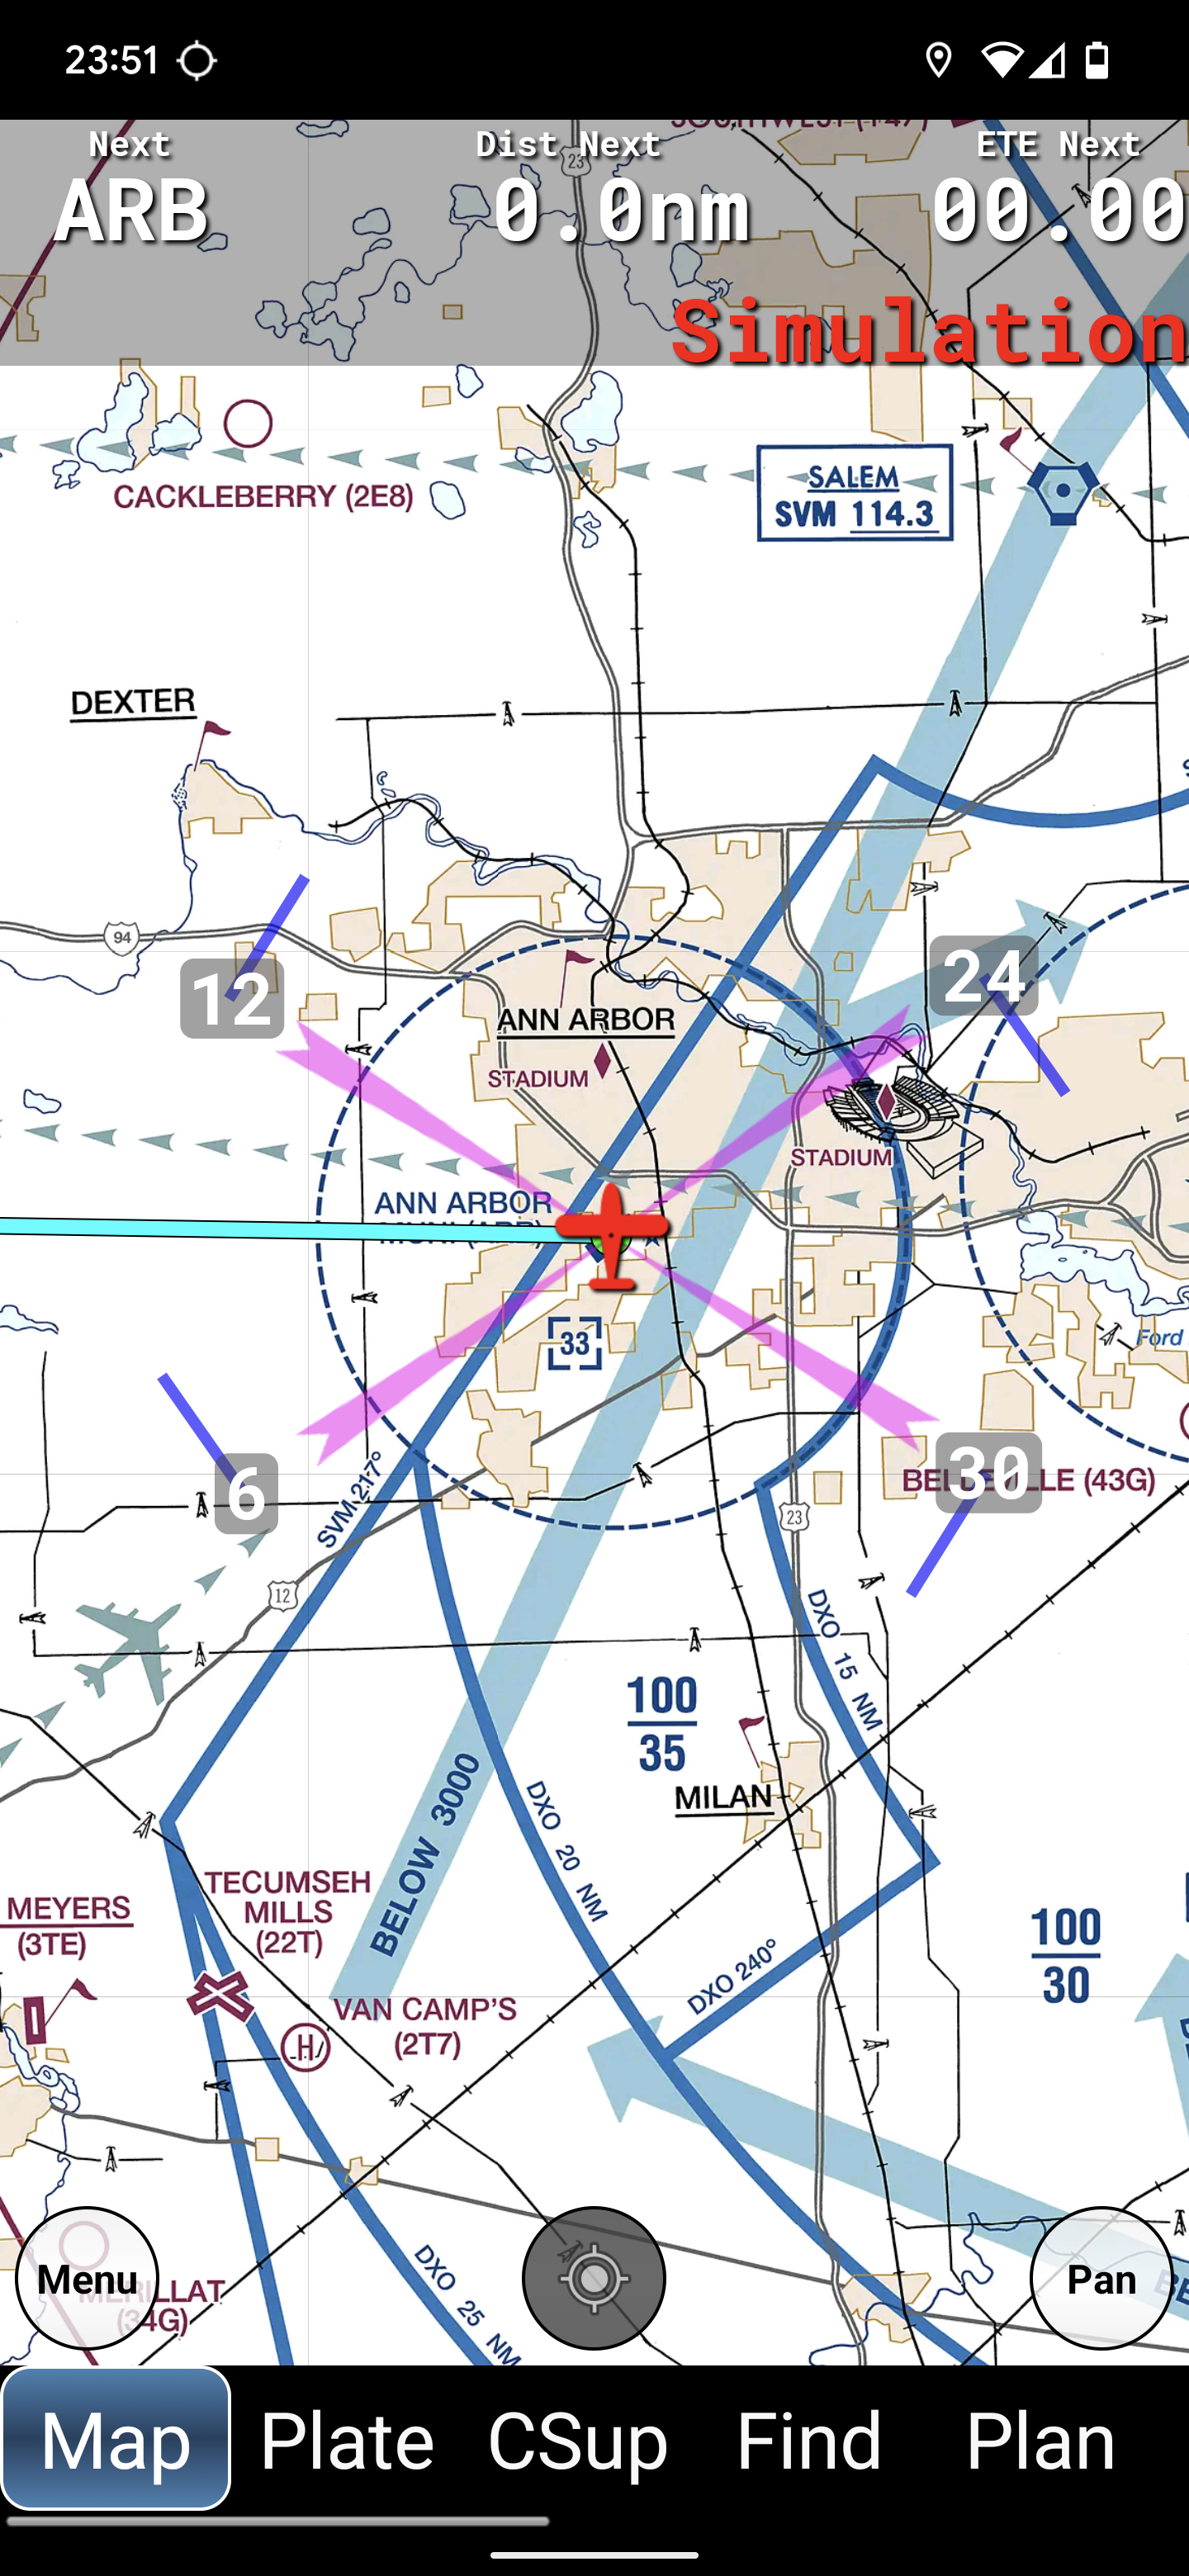 23:51
Next
Dist Next
ETE Next
ARB
0.0nm
00.00
Simulation
23
CACKLEBERRY (2E8)
SALEM
SVM 114.3
DEXTER
94
12
24
ANN ARBOR
STADIUM
STADIUM
ANN ARBOR
MUNI (ARB)
33
Ford
6
30
BELLEVILLE (43G)
SVM 217°
23
12
DXO 15 NM
100
35
MILAN
BELOW 3000
DXO 20 NM
TECUMSEH
MILLS
(22T)
MEYERS
(3TE)
100
30
DXO 240°
VAN CAMP'S
(2T7)
H
DXO 25 NM
MERILLAT
(34G)
Menu
Pan
Map
Plate
CSup
Find
Plan